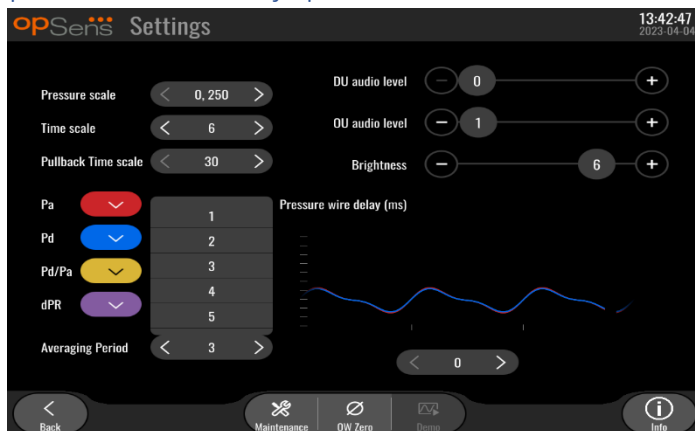 opSens Settings
13:42:47
2023-04-04
Pressure scale 0, 250
Time scale 6
Pullback Time scale 30
DU audio level 0
OU audio level 1
Brightness 6
Pa
Pd
Pd/Pa
dPR
1
2
3
4
5
Averaging Period 3
Pressure wire delay (ms)
0
Back
Maintenance
OW Zero
Demo
Info